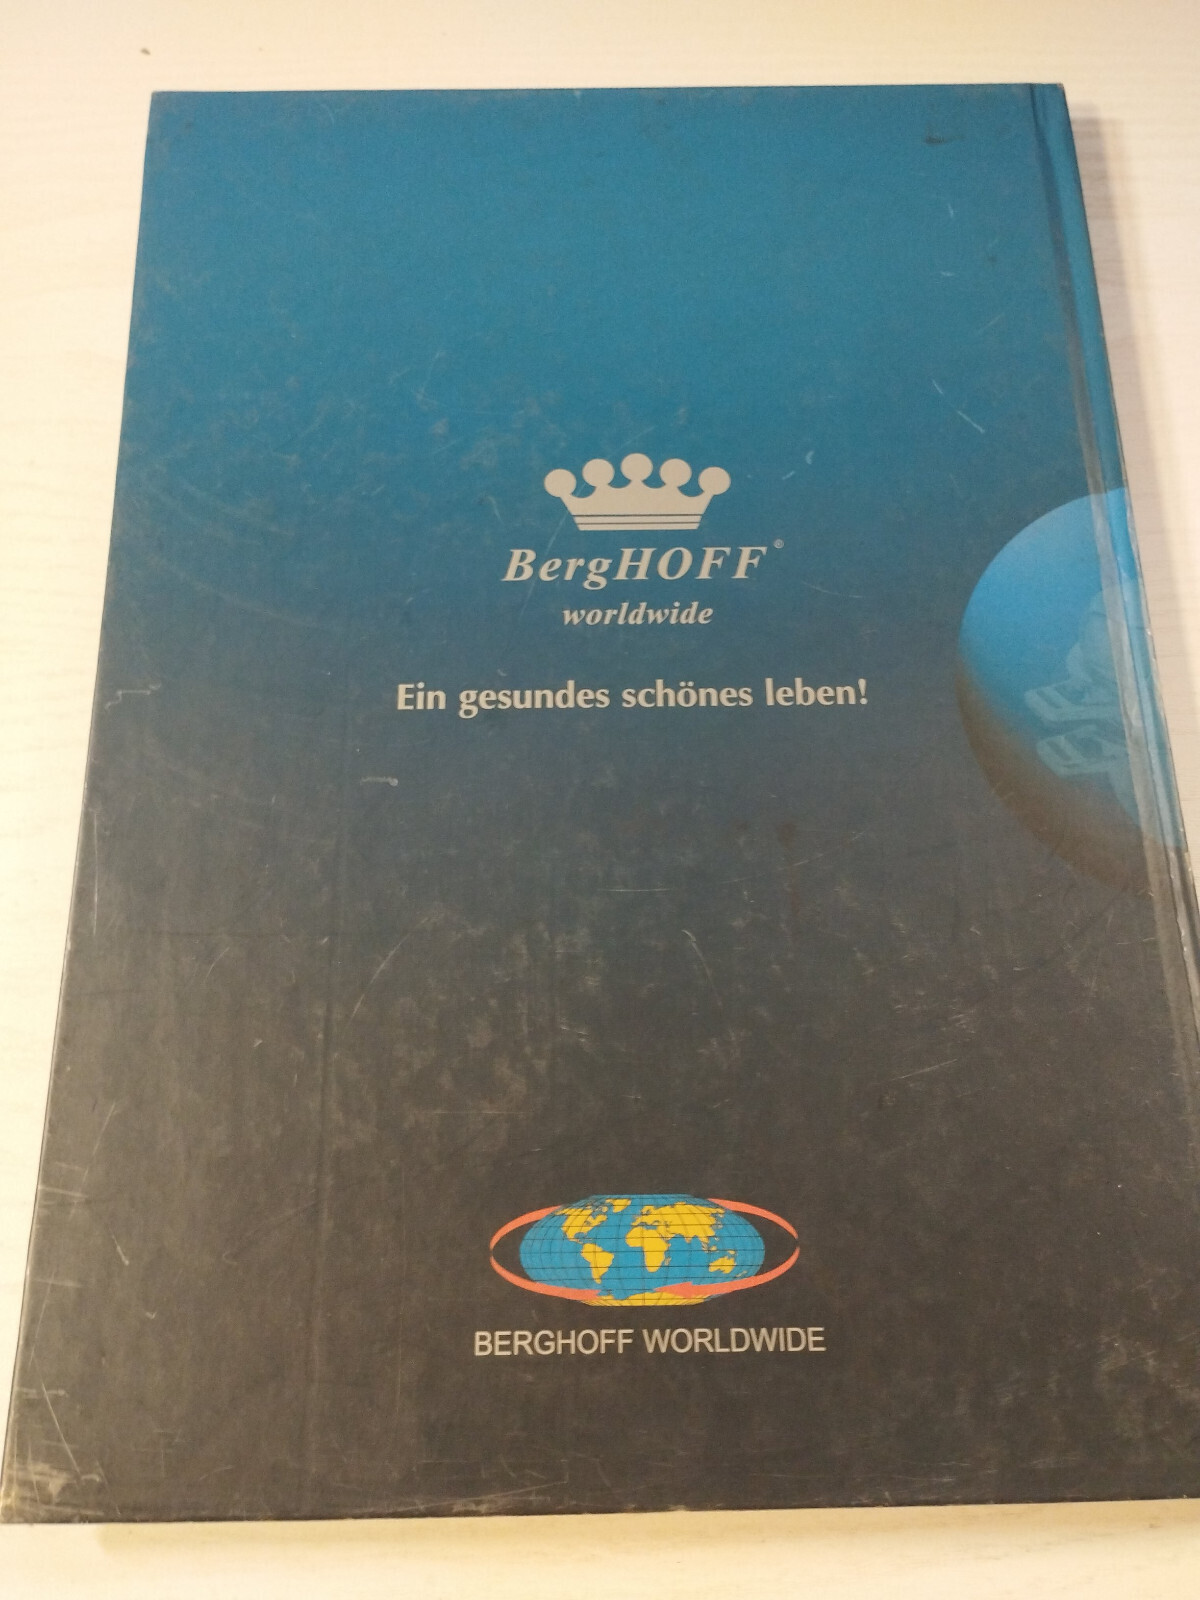 BergHOFF®
worldwide
Ein gesundes schönes leben!
BERGHOFF WORLDWIDE